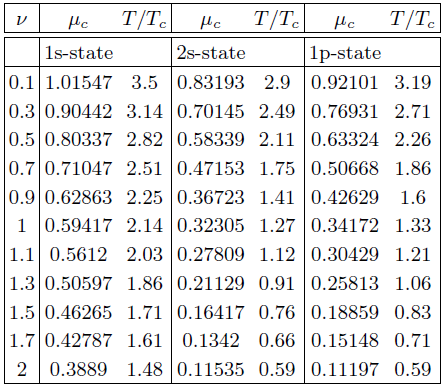 ν μc T/Tc μc T/Tc μc T/Tc
1s-state 2s-state 1p-state
0.1 1.01547 3.5 0.83193 2.9 0.92101 3.19
0.3 0.90442 3.14 0.70145 2.49 0.76931 2.71
0.5 0.80337 2.82 0.58339 2.11 0.63324 2.26
0.7 0.71047 2.51 0.47153 1.75 0.50668 1.86
0.9 0.62863 2.25 0.36723 1.41 0.42629 1.6
1 0.59417 2.14 0.32305 1.27 0.34172 1.33
1.1 0.5612 2.03 0.27809 1.12 0.30429 1.21
1.3 0.50597 1.86 0.21129 0.91 0.25813 1.06
1.5 0.46265 1.71 0.16417 0.76 0.18859 0.83
1.7 0.42787 1.61 0.1342 0.66 0.15148 0.71
2 0.3889 1.48 0.11535 0.59 0.11197 0.59